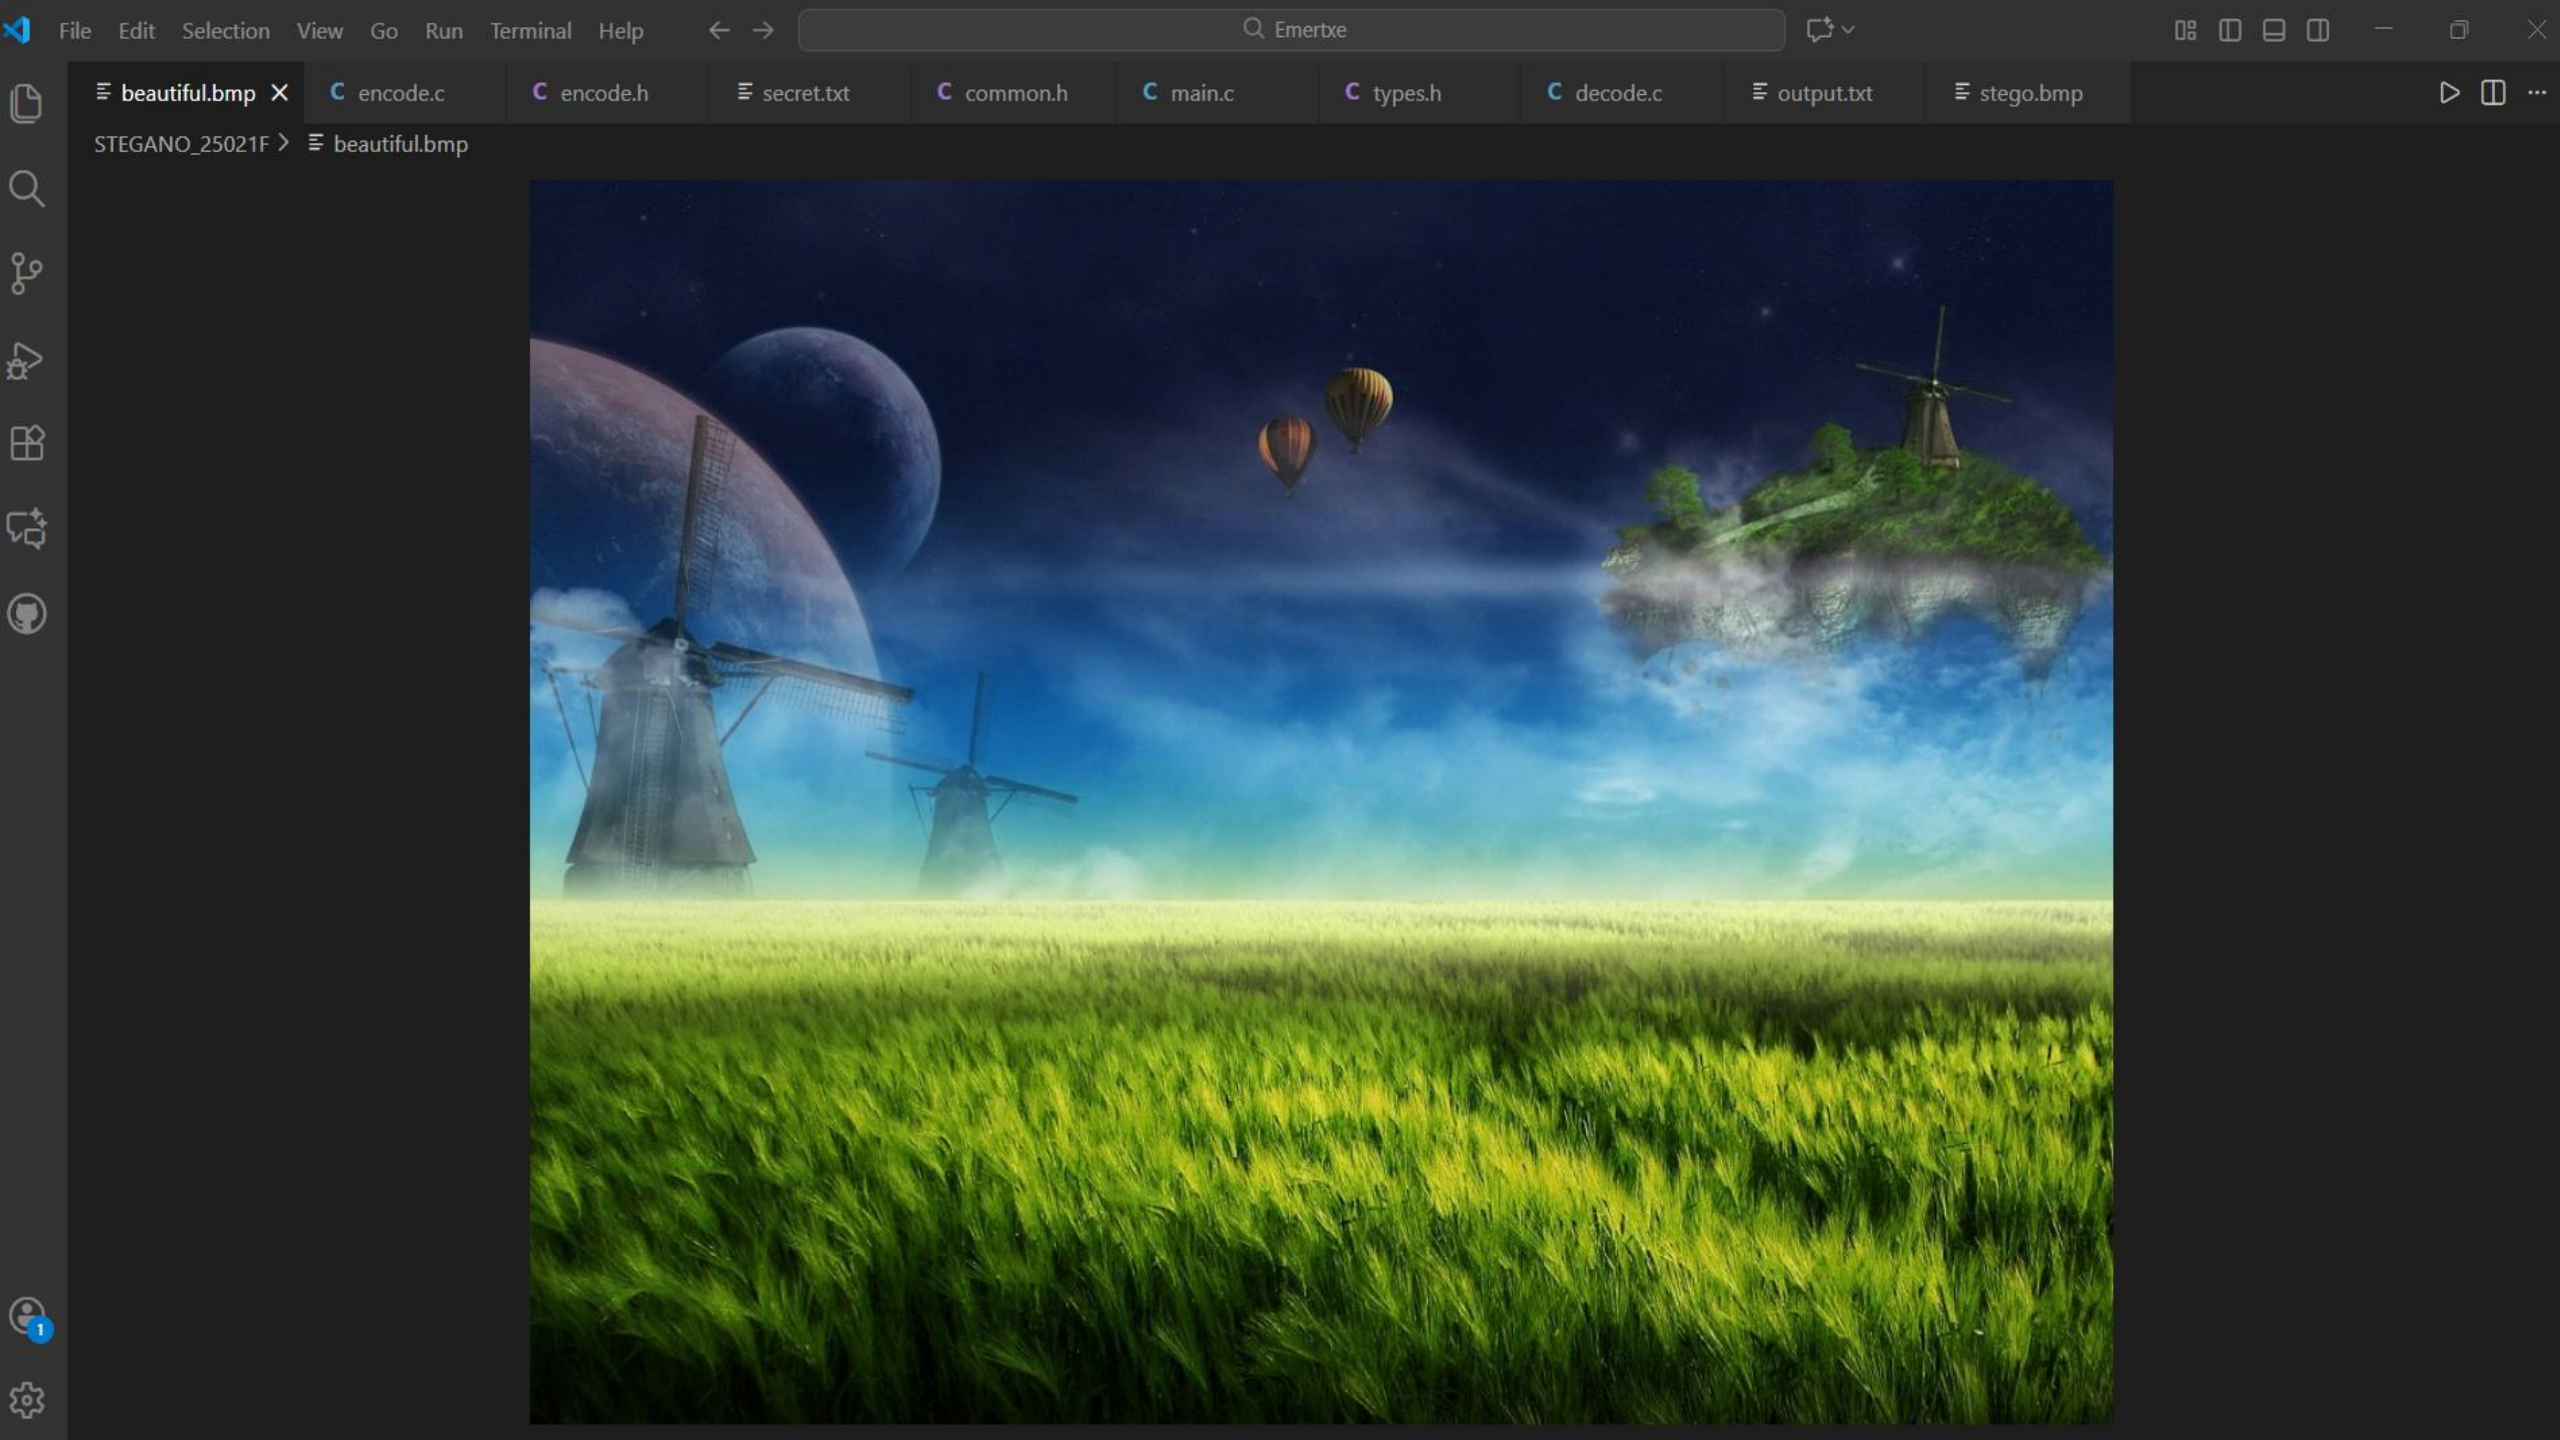 File Edit Selection View Go Run Terminal Help Emertxe
beautiful.bmp C encode.c C encode.h secret.txt C common.h C main.c C types.h C decode.c output.txt stego.bmp
STEGANO_25021F > beautiful.bmp
1